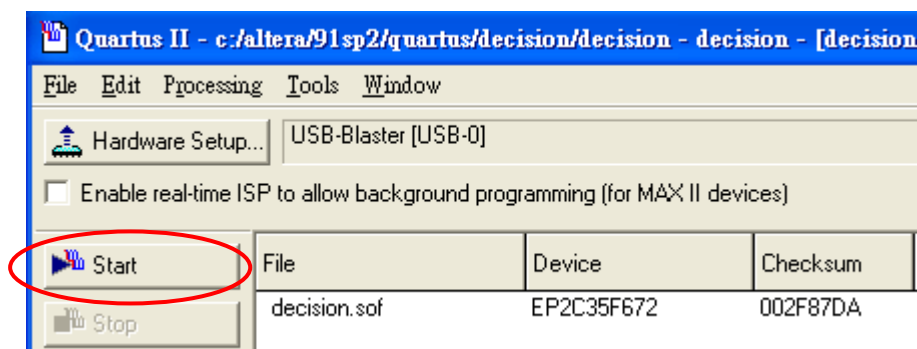 Quartus II - c:/altera/91sp2/quartus/decision/decision - decision - [decision
File Edit Processing Tools Window
Hardware Setup... USB-Blaster [USB-0]
Enable real-time ISP to allow background programming (for MAX II devices)
Start File Device Checksum
Stop decision.sof EP2C35F672 002F87DA